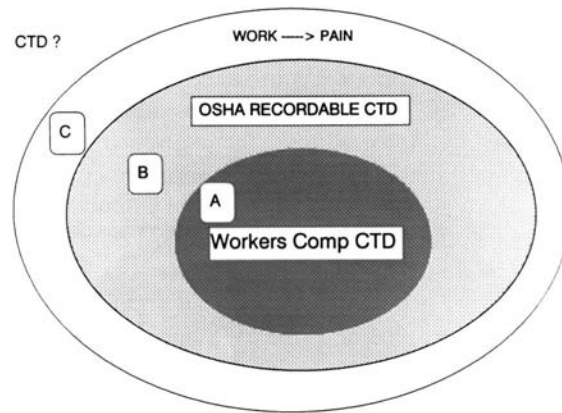 CTD ?
WORK ----> PAIN
OSHA RECORDABLE CTD
C
B
A
Workers Comp CTD